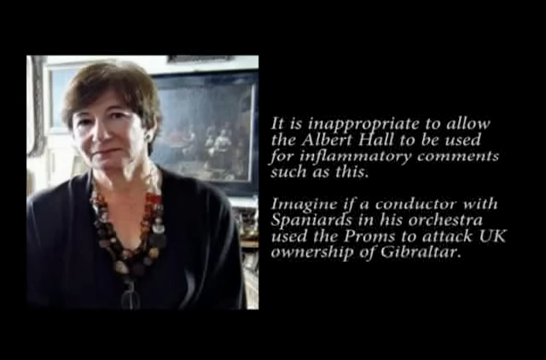 It is inappropriate to allow
the Albert Hall to be used
for inflammatory comments
such as this.
Imagine if a conductor with
Spaniards in his orchestra
used the Proms to attack UK
ownership of Gibraltar.